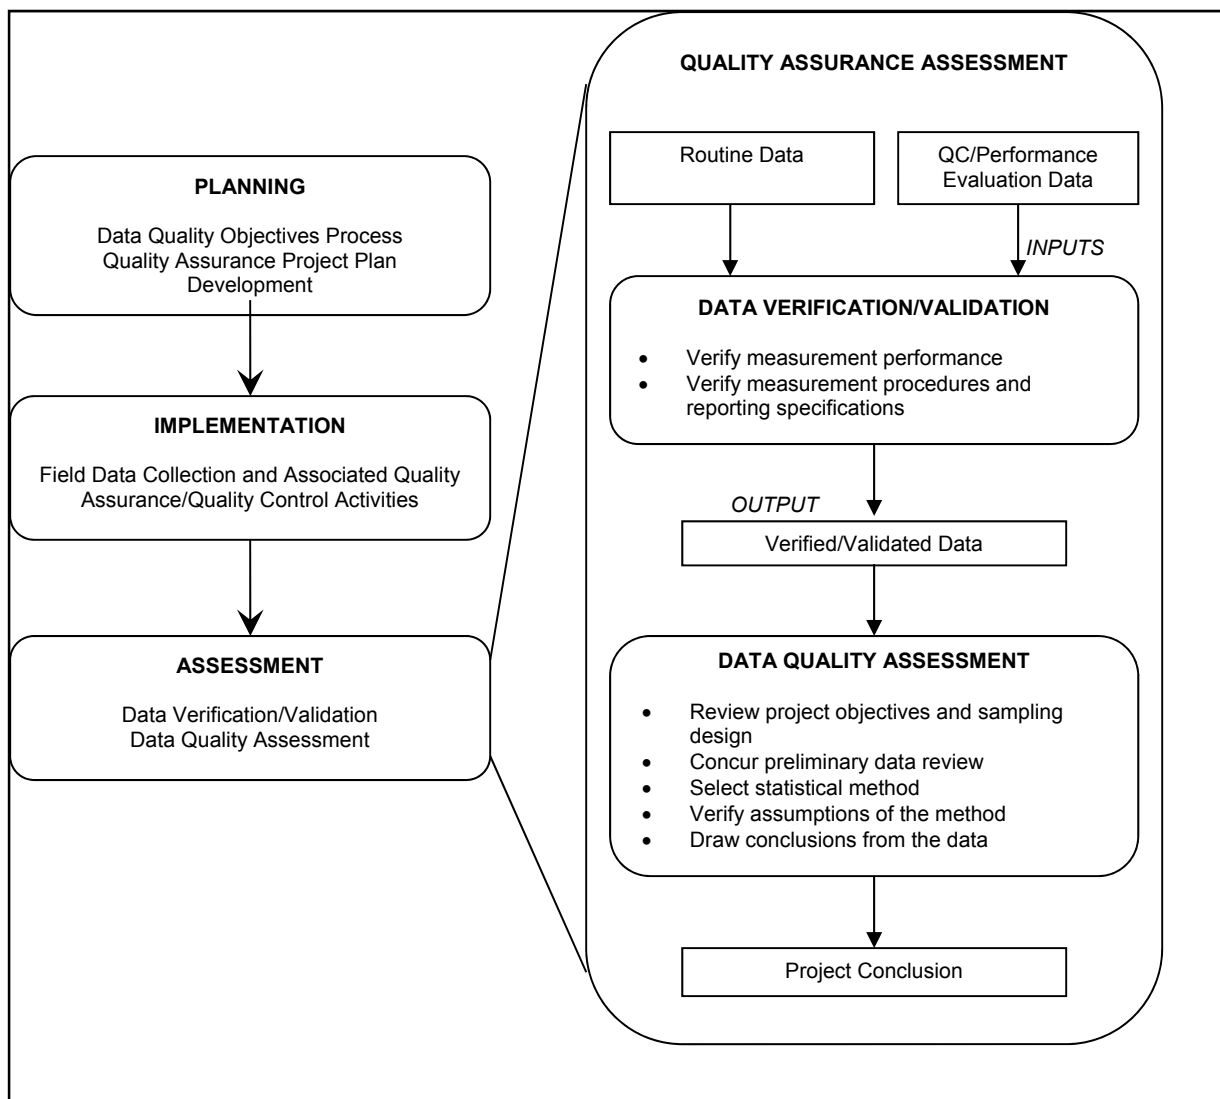 PLANNING
Data Quality Objectives Process
Quality Assurance Project Plan
Development
IMPLEMENTATION
Field Data Collection and Associated Quality
Assurance/Quality Control Activities
ASSESSMENT
Data Verification/Validation
Data Quality Assessment
QUALITY ASSURANCE ASSESSMENT
Routine Data
QC/Performance
Evaluation Data
INPUTS
DATA VERIFICATION/VALIDATION
• Verify measurement performance
• Verify measurement procedures and
reporting specifications
OUTPUT
Verified/Validated Data
DATA QUALITY ASSESSMENT
• Review project objectives and sampling
design
• Concur preliminary data review
• Select statistical method
• Verify assumptions of the method
• Draw conclusions from the data
Project Conclusion